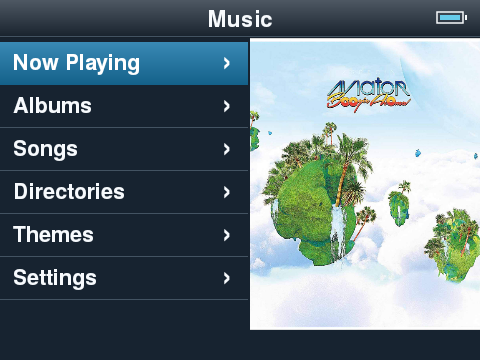 Music
Now Playing
Albums
Songs
Directories
Themes
Settings
AViAtOR